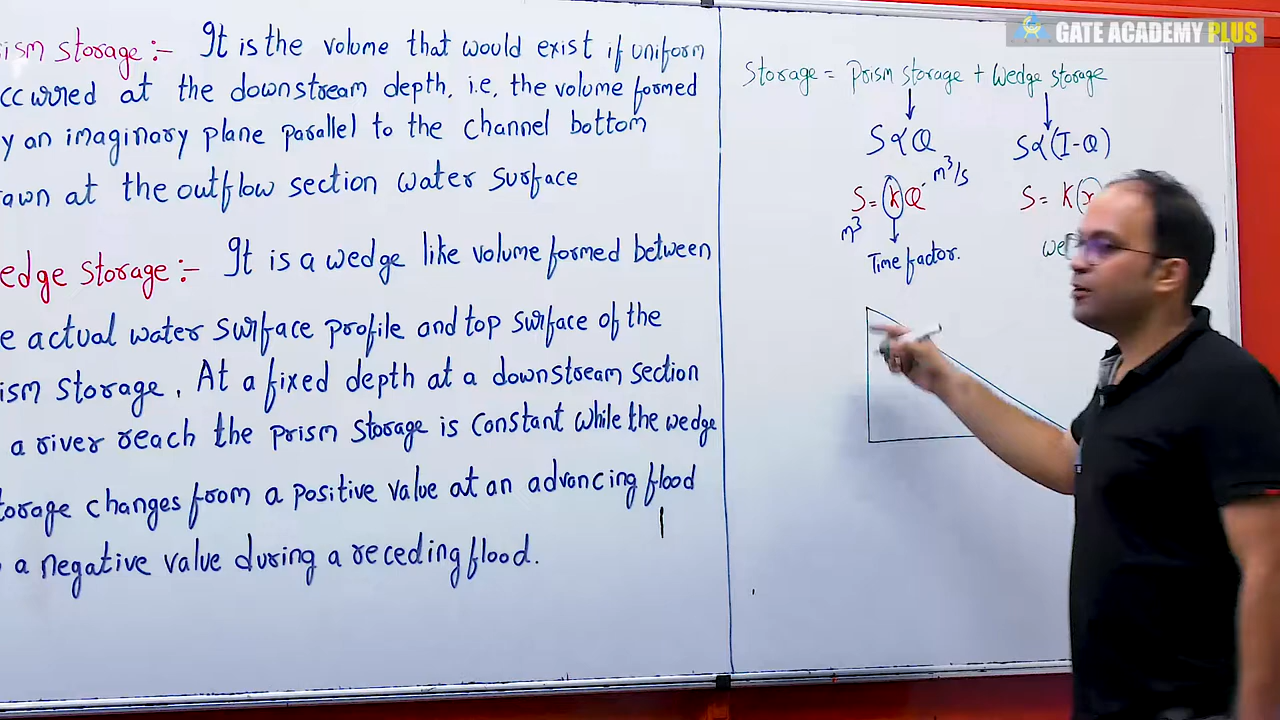 GATE ACADEMY PLUS
ism storage :- It is the volume that would exist if uniform
ccurred at the downstream depth, i.e, the volume formed
y an imaginary plane parallel to the channel bottom
awn at the outflow section water surface
edge storage :- It is a wedge like volume formed between
e actual water surface profile and top surface of the
ism storage. At a fixed depth at a downstream section
a river reach the prism storage is constant while the wedge
torage changes from a positive value at an advancing flood
a negative value during a receding flood.
Storage = Prism storage + Wedge storage
S∝Q
S∝(I-Q)
S = KQ m³/s
S = K(x
m³
Time factor.